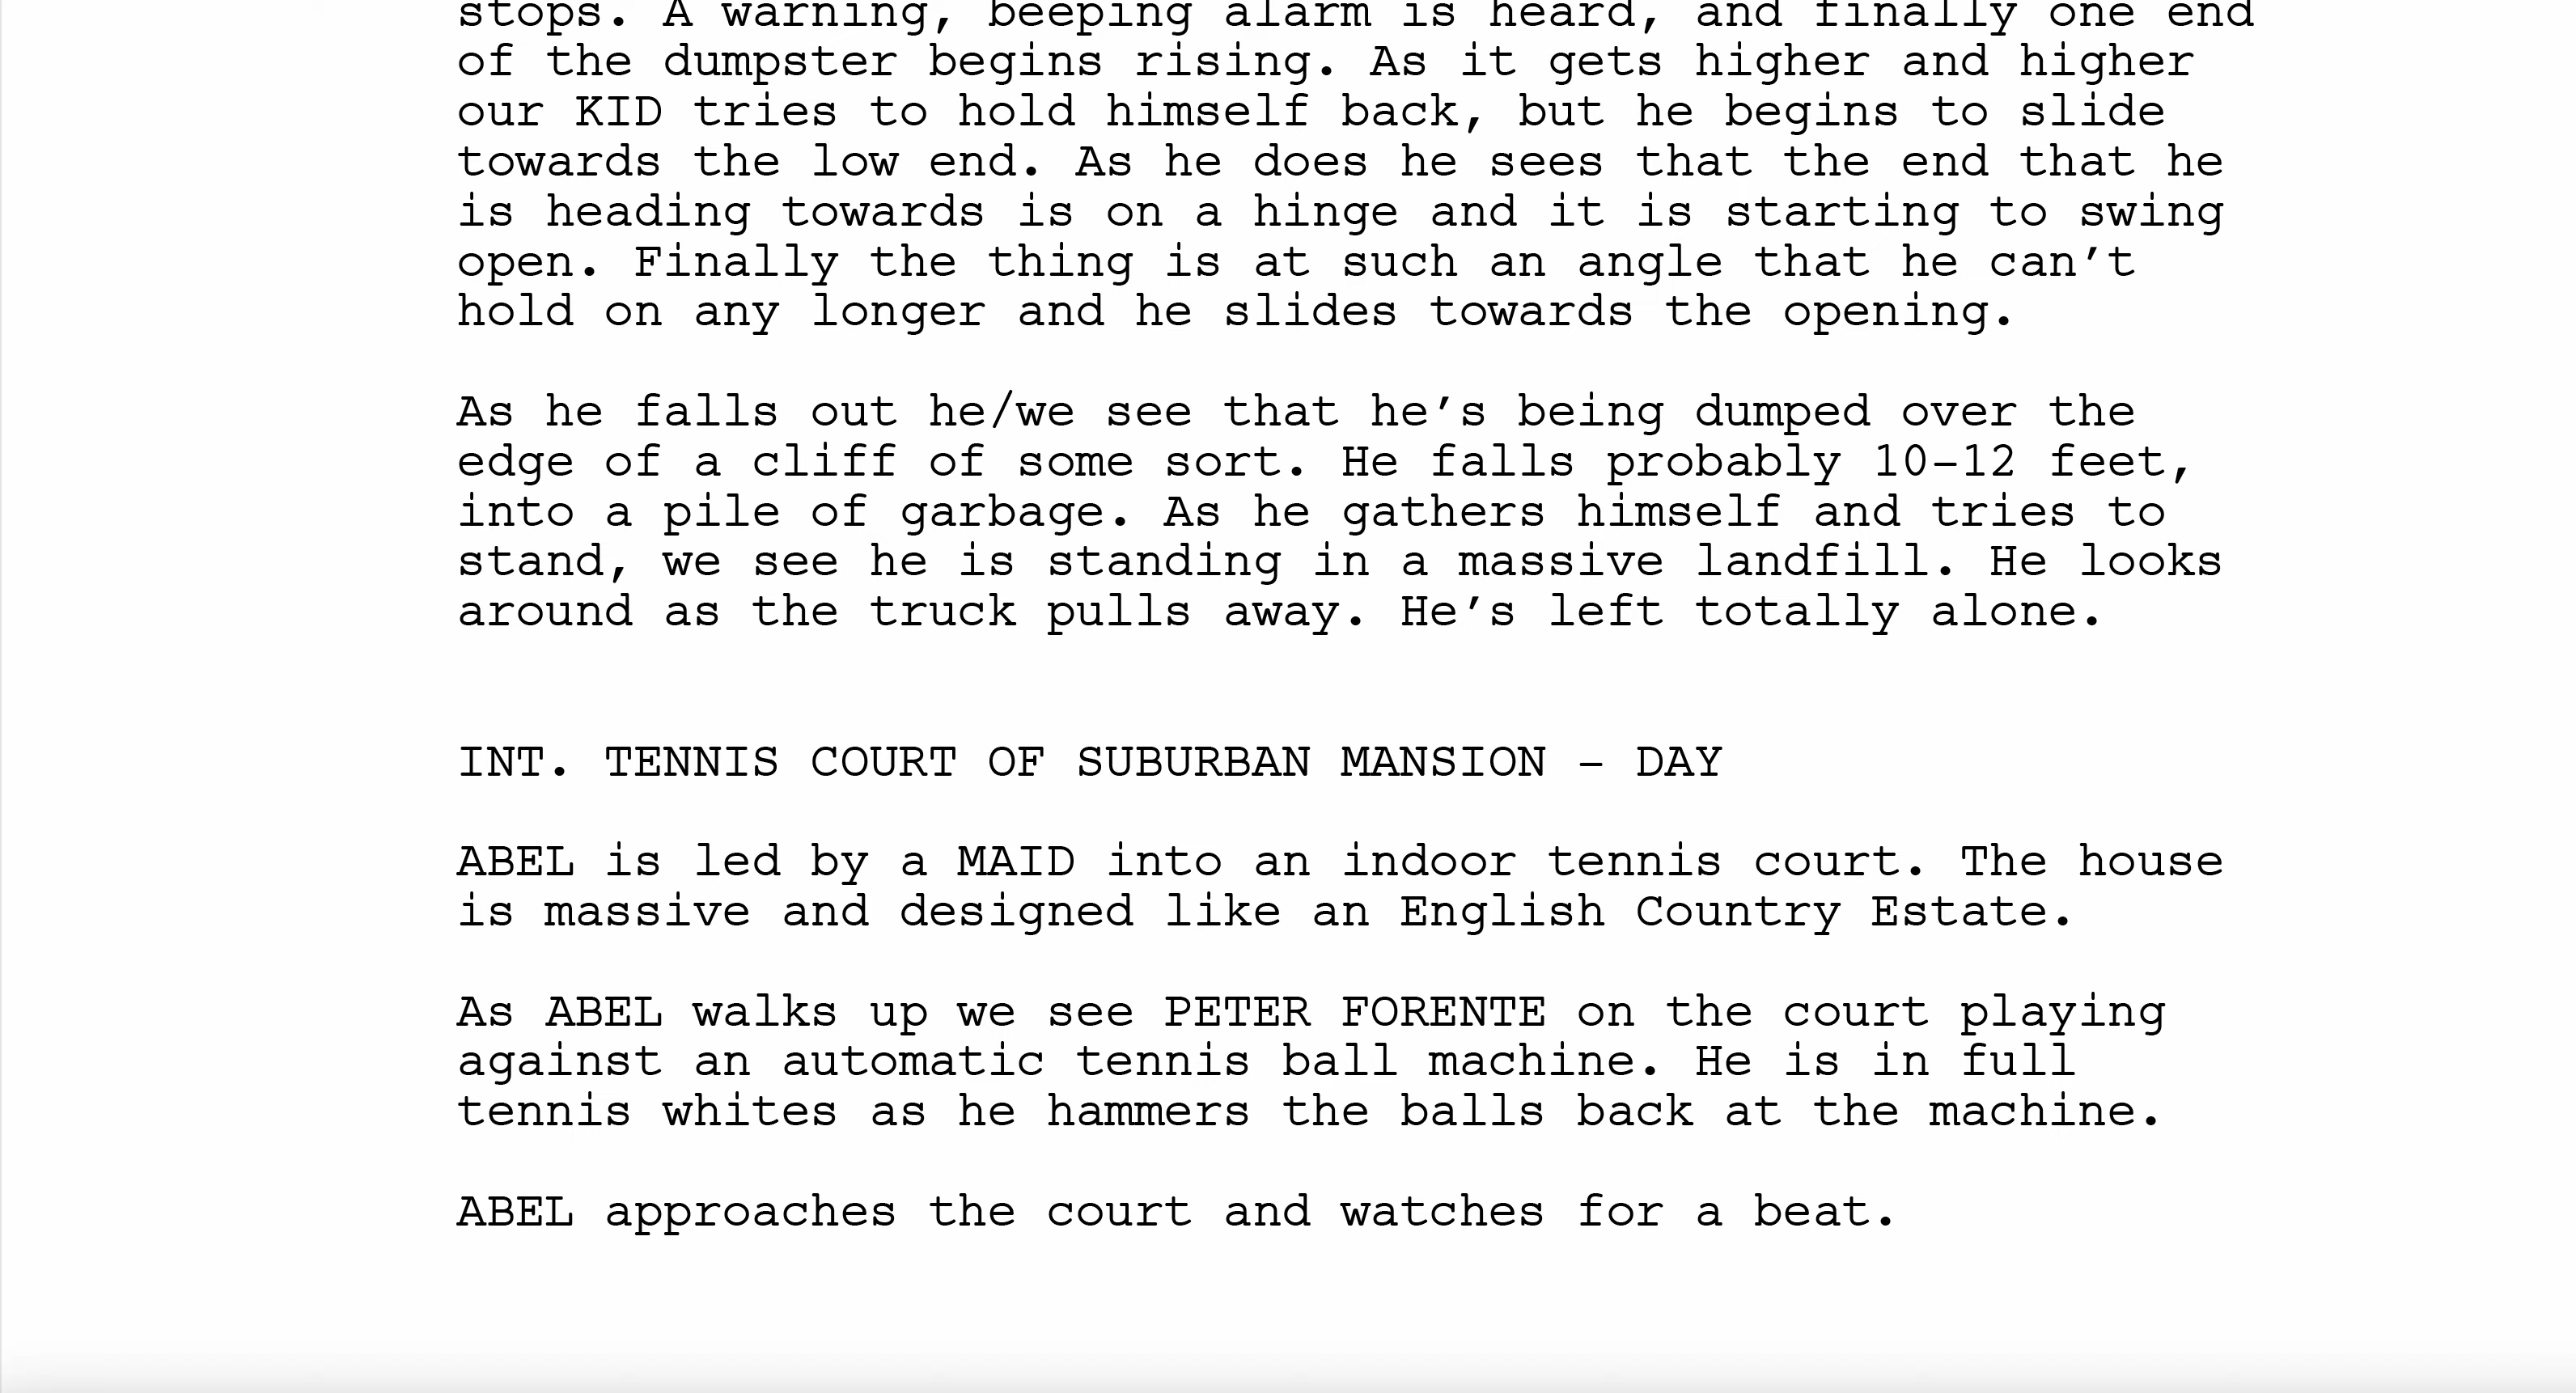 stops. A warning, beeping alarm is heard, and finally one end
of the dumpster begins rising. As it gets higher and higher
our KID tries to hold himself back, but he begins to slide
towards the low end. As he does he sees that the end that he
is heading towards is on a hinge and it is starting to swing
open. Finally the thing is at such an angle that he can’t
hold on any longer and he slides towards the opening.

As he falls out he/we see that he’s being dumped over the
edge of a cliff of some sort. He falls probably 10-12 feet,
into a pile of garbage. As he gathers himself and tries to
stand, we see he is standing in a massive landfill. He looks
around as the truck pulls away. He’s left totally alone.

INT. TENNIS COURT OF SUBURBAN MANSION - DAY

ABEL is led by a MAID into an indoor tennis court. The house
is massive and designed like an English Country Estate.

As ABEL walks up we see PETER FORENTE on the court playing
against an automatic tennis ball machine. He is in full
tennis whites as he hammers the balls back at the machine.

ABEL approaches the court and watches for a beat.